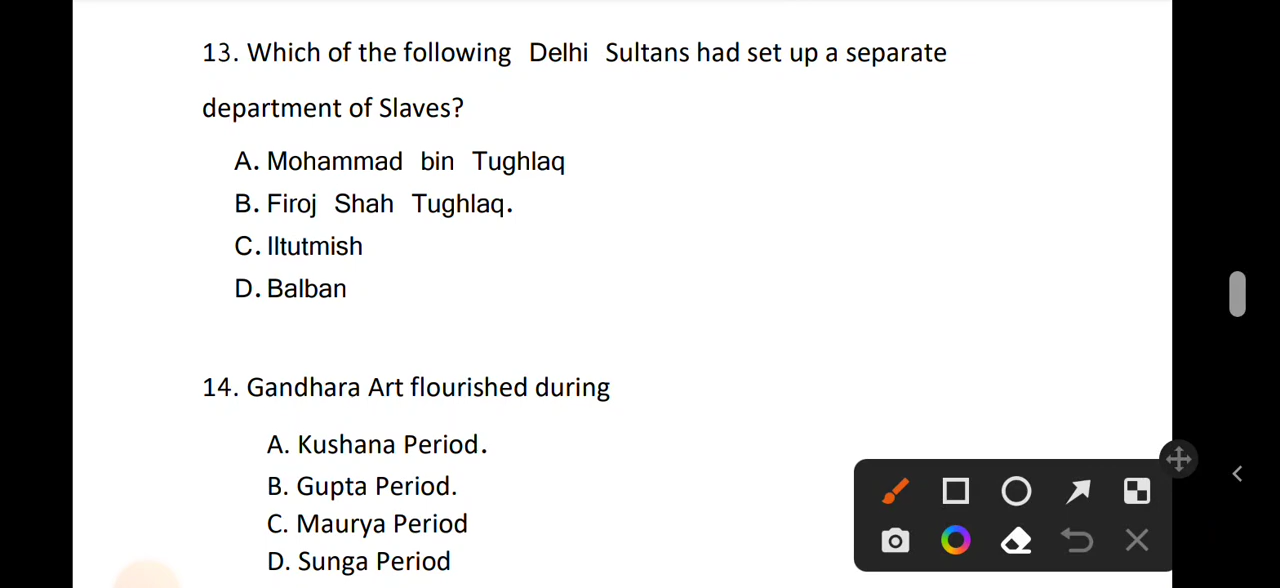 13. Which of the following Delhi Sultans had set up a separate
department of Slaves?
A. Mohammad bin Tughlaq
B. Firoj Shah Tughlaq.
C. Iltutmish
D. Balban
14. Gandhara Art flourished during
A. Kushana Period.
B. Gupta Period.
C. Maurya Period
D. Sunga Period